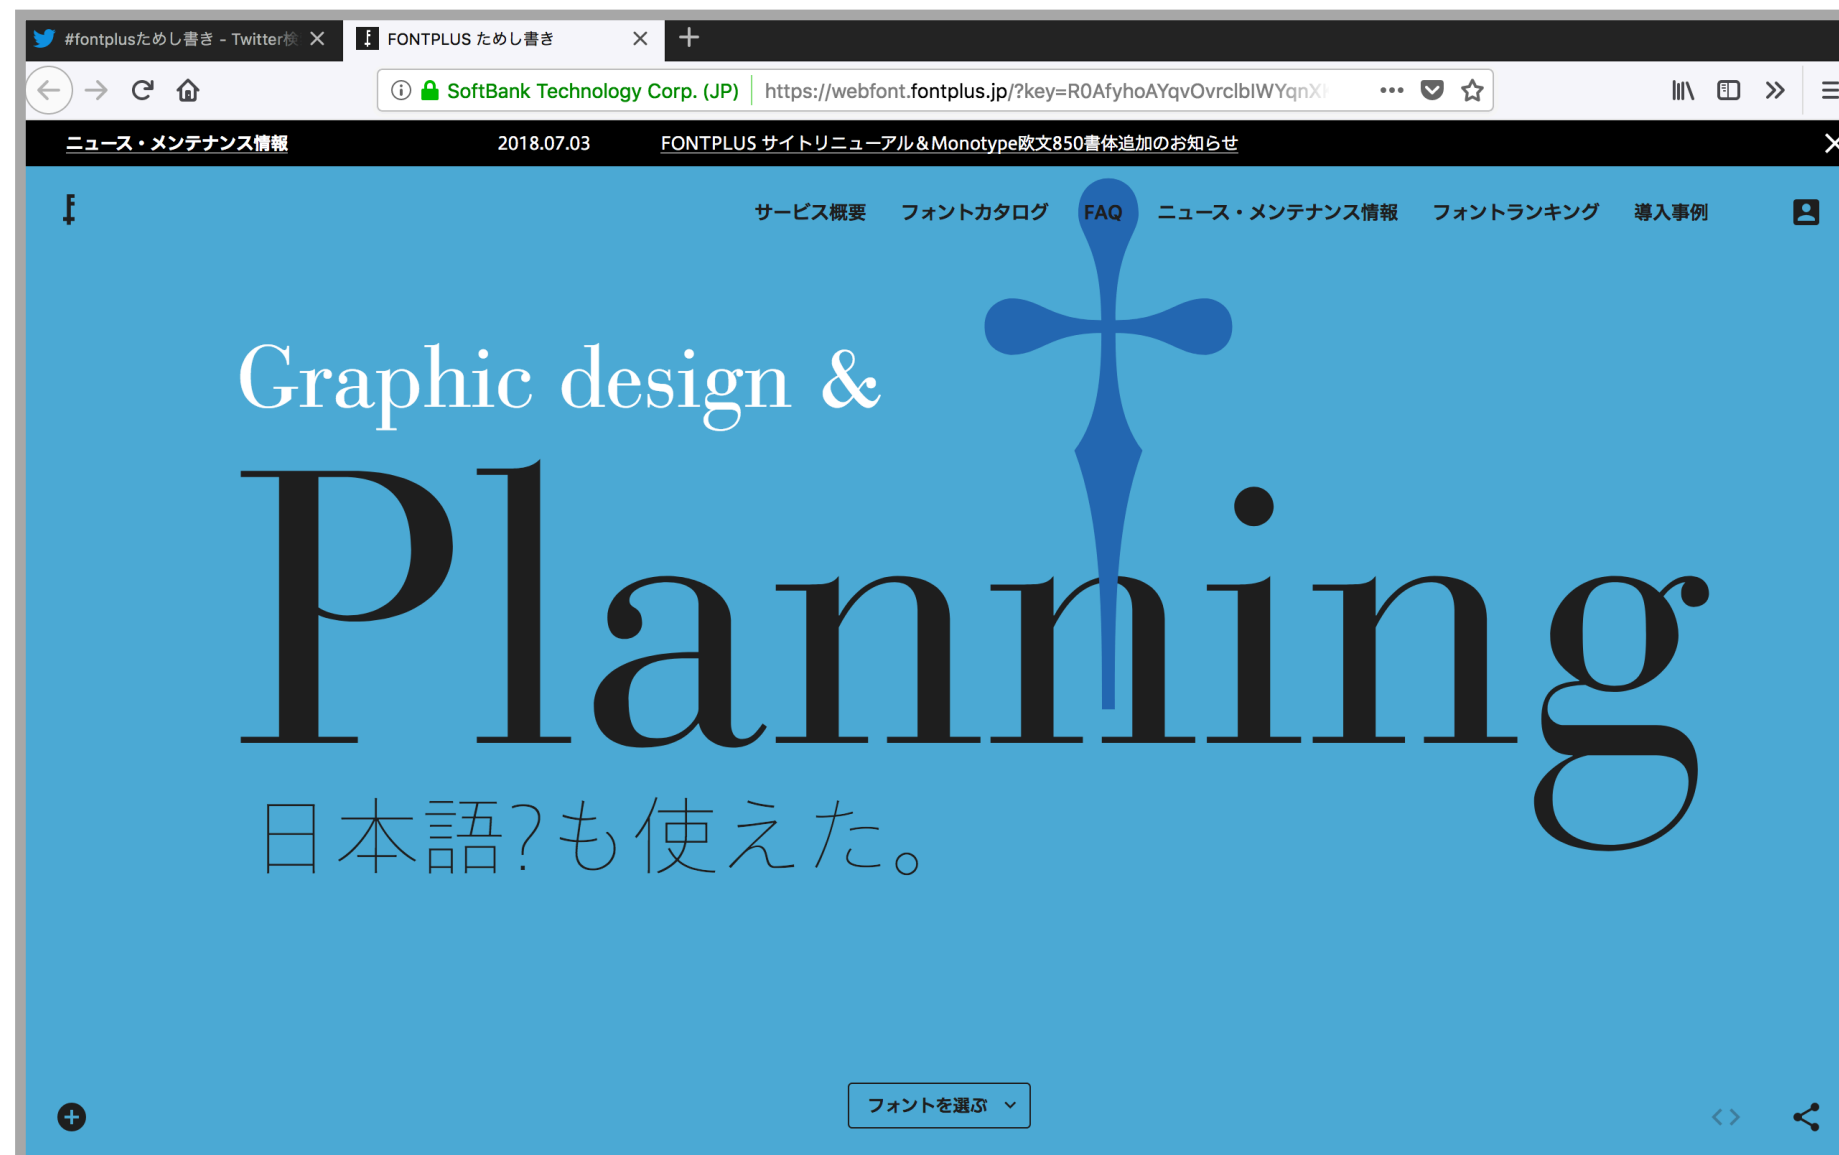 #fontplusためし書き - Twitter検
FONTPLUS ためし書き
SoftBank Technology Corp. (JP)
https://webfont.fontplus.jp/?key=R0AfyhoAYqvOvrclbIWYqnX
ニュース・メンテナンス情報 2018.07.03 FONTPLUS サイトリニューアル＆Monotype欧文850書体追加のお知らせ
サービス概要 フォントカタログ FAQ ニュース・メンテナンス情報 フォントランキング 導入事例
Graphic design &
†
Planning
日本語?も使えた。
フォントを選ぶ